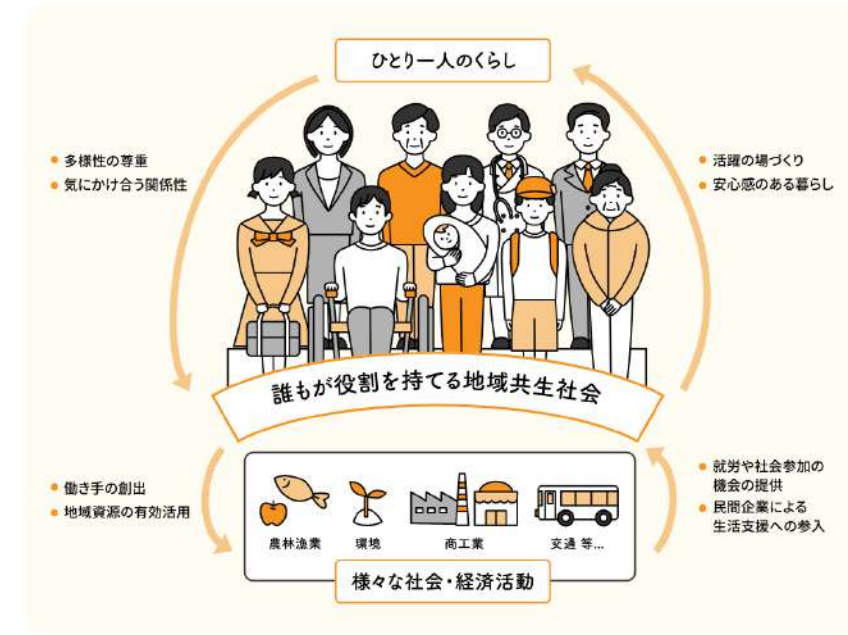 ひとり一人のくらし
● 多様性の尊重
● 気にかけ合う関係性
● 活躍の場づくり
● 安心感のある暮らし
誰もが役割を持てる地域共生社会
● 働き手の創出
● 地域資源の有効活用
● 就労や社会参加の
機会の提供
● 民間企業による
生活支援への参入
農林漁業
環境
商工業
交通 等...
様々な社会・経済活動